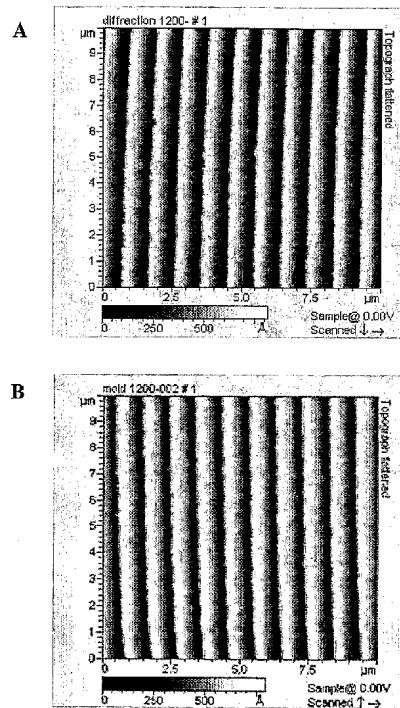 A
diffraction 1200- # 1
µm
9
8
7
6
5
4
3
2
1
0
0 2.5 5.0 7.5 µm
0 250 500 Å
Sample@ 0.00V
Scanned ↓ →
Topograph flattened
B
mold 1200-002 # 1
µm
9
8
7
6
5
4
3
2
1
0
0 2.5 5.0 7.5 µm
0 250 500 Å
Sample@ 0.00V
Scanned ↑ →
Topograph flattened